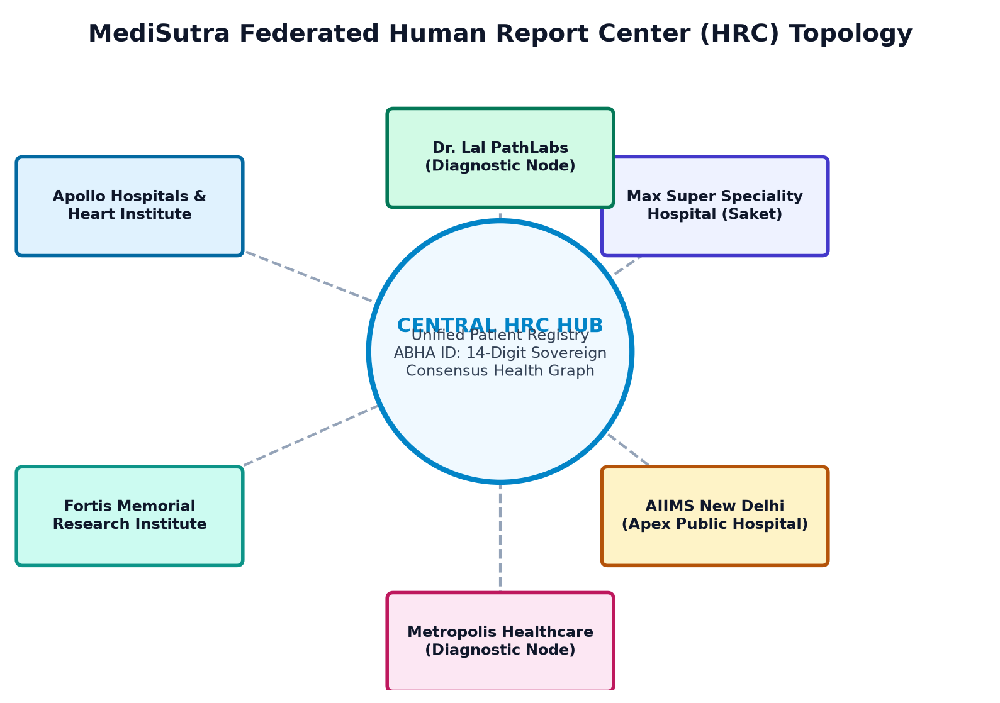 MediSutra Federated Human Report Center (HRC) Topology
Dr. Lal PathLabs
(Diagnostic Node)
Apollo Hospitals &
Heart Institute
Max Super Speciality
Hospital (Saket)
CENTRAL HRC HUB
Unified Patient Registry
ABHA ID: 14-Digit Sovereign
Consensus Health Graph
Fortis Memorial
Research Institute
AIIMS New Delhi
(Apex Public Hospital)
Metropolis Healthcare
(Diagnostic Node)